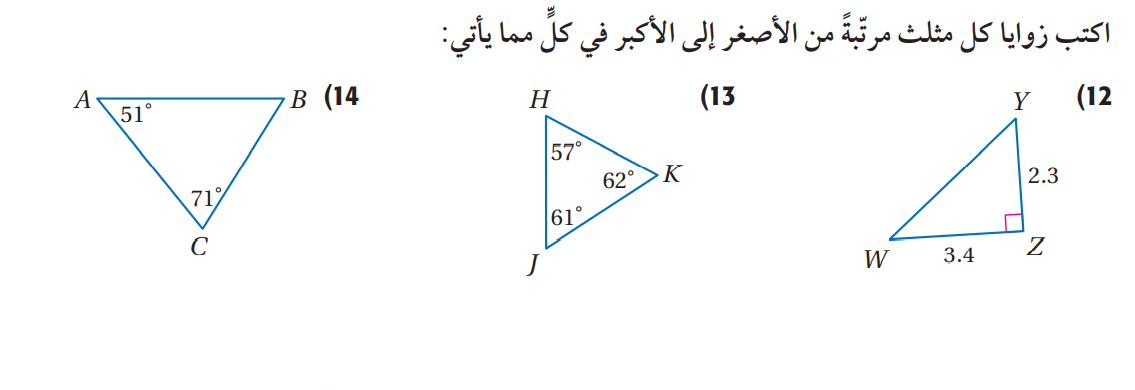 اكتب زوايا كل مثلث مرتّبةً من الأصغر إلى الأكبر في كلٍّ مما يأتي:
(12
Y
2.3
Z
3.4
W
(13
H
57°
K
62°
61°
J
(14
A
B
51°
71°
C